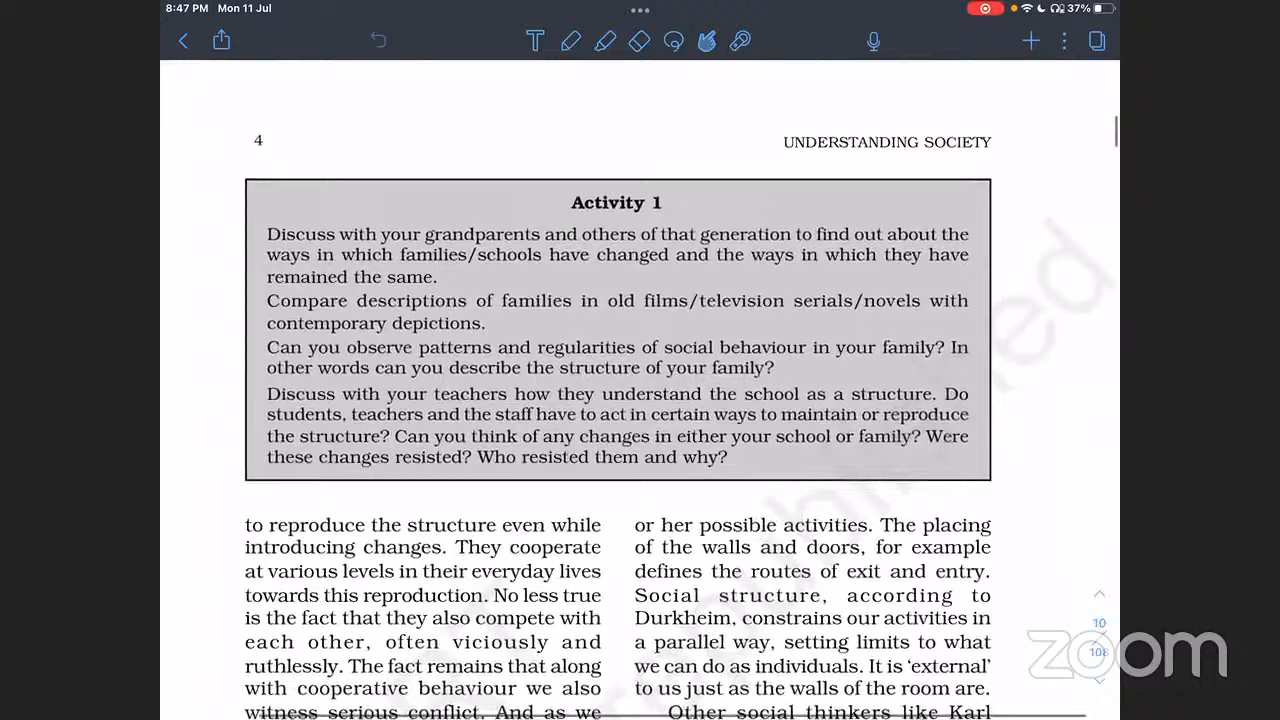 8:47 PM Mon 11 Jul
37%
4
UNDERSTANDING SOCIETY
Activity 1
Discuss with your grandparents and others of that generation to find out about the
ways in which families/schools have changed and the ways in which they have
remained the same.
Compare descriptions of families in old films/television serials/novels with
contemporary depictions.
Can you observe patterns and regularities of social behaviour in your family? In
other words can you describe the structure of your family?
Discuss with your teachers how they understand the school as a structure. Do
students, teachers and the staff have to act in certain ways to maintain or reproduce
the structure? Can you think of any changes in either your school or family? Were
these changes resisted? Who resisted them and why?
to reproduce the structure even while
introducing changes. They cooperate
at various levels in their everyday lives
towards this reproduction. No less true
is the fact that they also compete with
each other, often viciously and
ruthlessly. The fact remains that along
with cooperative behaviour we also
witness serious conflict. And as we
or her possible activities. The placing
of the walls and doors, for example
defines the routes of exit and entry.
Social structure, according to
Durkheim, constrains our activities in
a parallel way, setting limits to what
we can do as individuals. It is ‘external’
to us just as the walls of the room are.
Other social thinkers like Karl
10
108
zoom